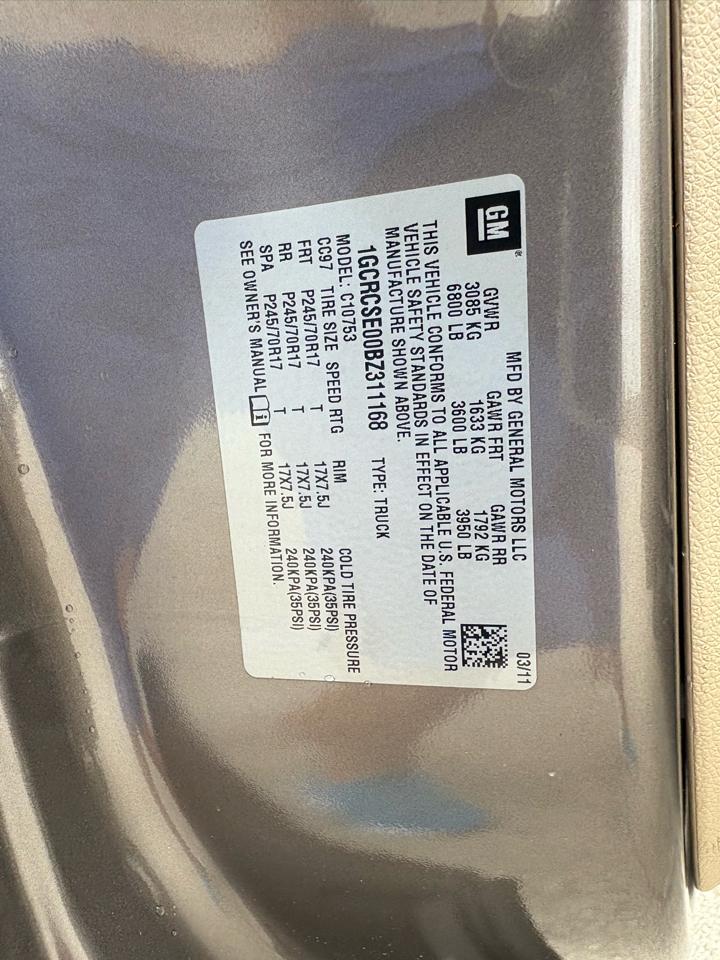 GM®
MFD BY GENERAL MOTORS LLC 03/11
GVWR GAWR FRT GAWR RR
3085 KG 1633 KG 1792 KG
6800 LB 3600 LB 3950 LB
THIS VEHICLE CONFORMS TO ALL APPLICABLE U.S. FEDERAL MOTOR
VEHICLE SAFETY STANDARDS IN EFFECT ON THE DATE OF
MANUFACTURE SHOWN ABOVE.
1GCRCSE00BZ311168 TYPE: TRUCK
MODEL: C10753
CC97 TIRE SIZE SPEED RTG RIM COLD TIRE PRESSURE
FRT P245/70R17 T 17X7.5J 240KPA(35PSI)
RR P245/70R17 T 17X7.5J 240KPA(35PSI)
SPA P245/70R17 T 17X7.5J 240KPA(35PSI)
SEE OWNER'S MANUAL i FOR MORE INFORMATION.